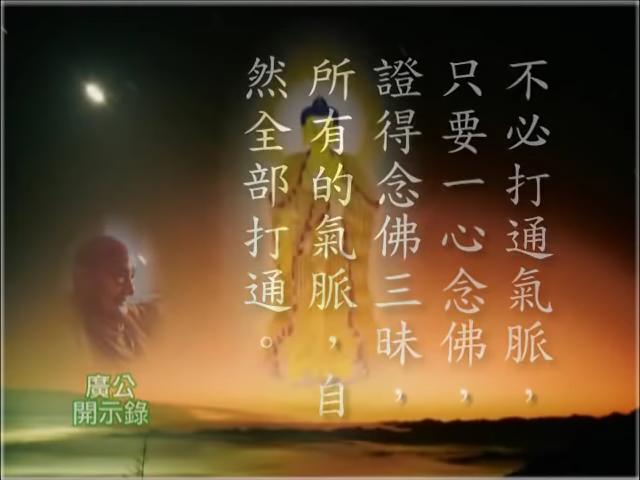 不必打通氣脈，
只要一心念佛，
證得念佛三昧，
所有的氣脈，自
然全部打通。
廣公
開示錄